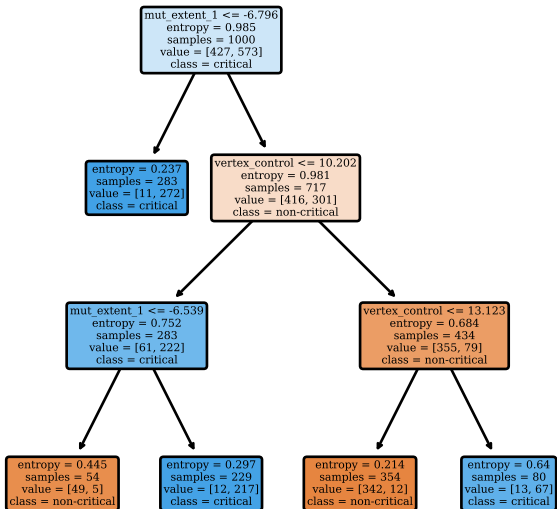 mut_extent_1 <= -6.796
entropy = 0.985
samples = 1000
value = [427, 573]
class = critical
entropy = 0.237
samples = 283
value = [11, 272]
class = critical
vertex_control <= 10.202
entropy = 0.981
samples = 717
value = [416, 301]
class = non-critical
mut_extent_1 <= -6.539
entropy = 0.752
samples = 283
value = [61, 222]
class = critical
vertex_control <= 13.123
entropy = 0.684
samples = 434
value = [355, 79]
class = non-critical
entropy = 0.445
samples = 54
value = [49, 5]
class = non-critical
entropy = 0.297
samples = 229
value = [12, 217]
class = critical
entropy = 0.214
samples = 354
value = [342, 12]
class = non-critical
entropy = 0.64
samples = 80
value = [13, 67]
class = critical